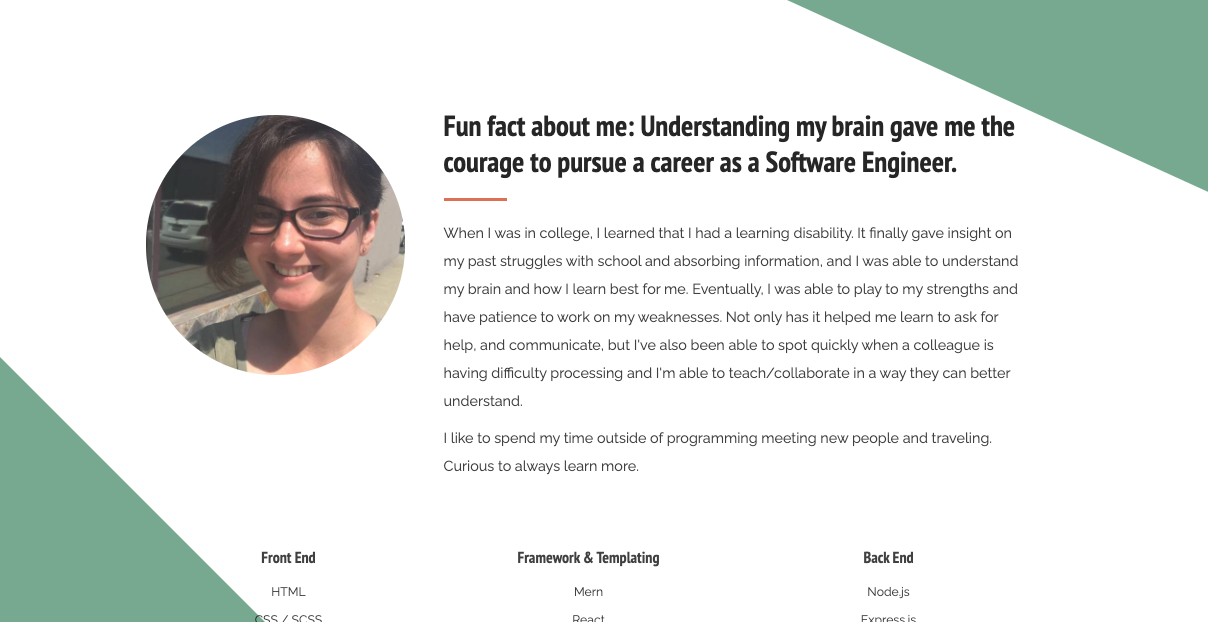 Fun fact about me: Understanding my brain gave me the
courage to pursue a career as a Software Engineer.
When I was in college, I learned that I had a learning disability. It finally gave insight on
my past struggles with school and absorbing information, and I was able to understand
my brain and how I learn best for me. Eventually, I was able to play to my strengths and
have patience to work on my weaknesses. Not only has it helped me learn to ask for
help, and communicate, but I've also been able to spot quickly when a colleague is
having difficulty processing and I'm able to teach/collaborate in a way they can better
understand.
I like to spend my time outside of programming meeting new people and traveling.
Curious to always learn more.
Front End Framework & Templating Back End
HTML Mern Node.js
CSS / SCSS React Express.js